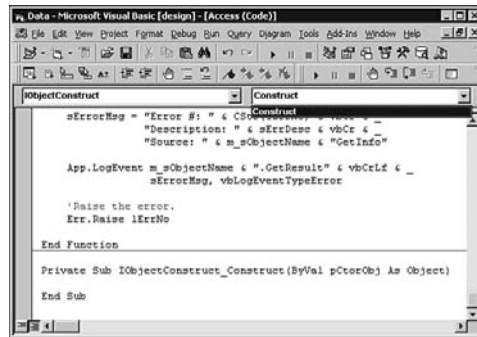 Data - Microsoft Visual Basic [design] - [Access (Code)]
File Edit View Project Format Debug Run Query Diagram Tools Add-Ins Window Help
IObjectConstruct Construct
Construct
sErrorMsg = "Error #: " & CStr( & vbCr & _
"Description: " & sErrDesc & vbCr & _
"Source: " & m_sObjectName & "GetInfo"
App.LogEvent m_sObjectName & ".GetResult" & vbCrLf & _
sErrorMsg, vbLogEventTypeError
'Raise the error.
Err.Raise lErrNo
End Function
Private Sub IObjectConstruct_Construct(ByVal pCtorObj As Object)
End Sub